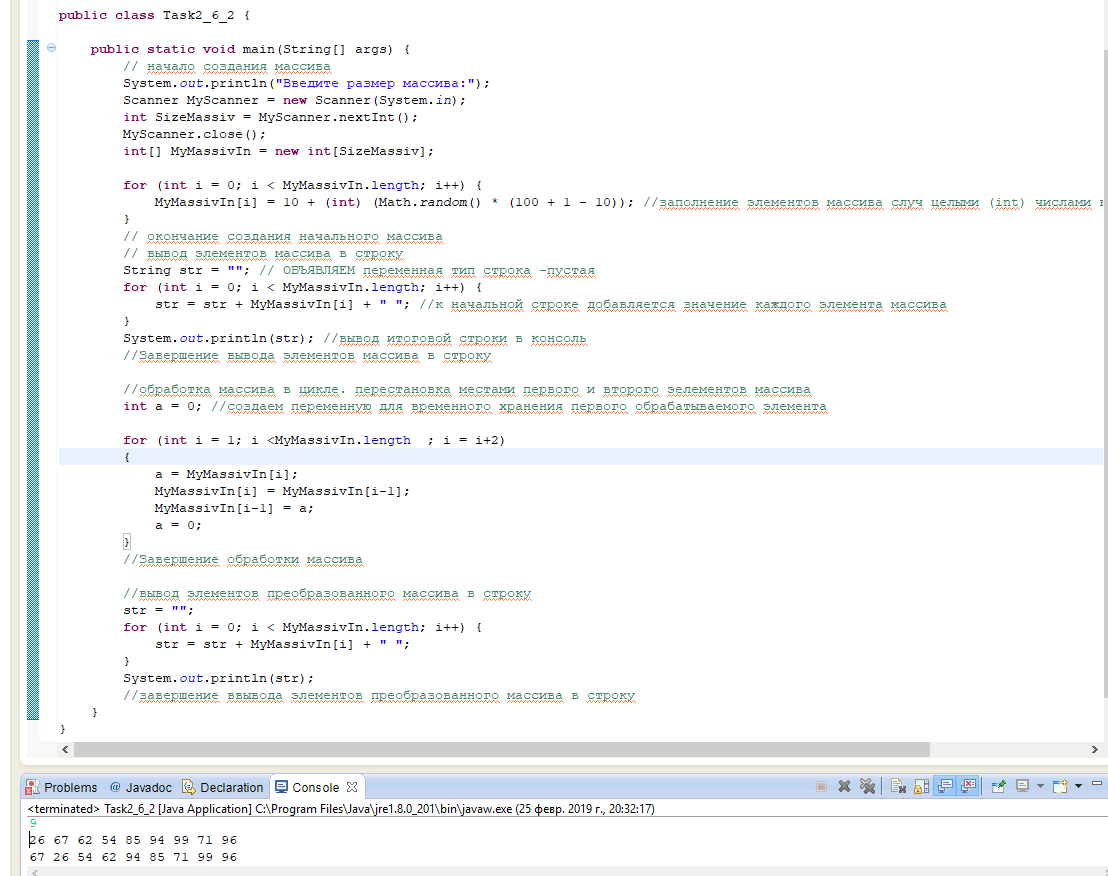 public class Task2_6_2 {
public static void main(String[] args) {
// начало создания массива
System.out.println("Введите размер массива:");
Scanner MyScanner = new Scanner(System.in);
int SizeMassiv = MyScanner.nextInt();
MyScanner.close();
int[] MyMassivIn = new int[SizeMassiv];
for (int i = 0; i < MyMassivIn.length; i++) {
MyMassivIn[i] = 10 + (int) (Math.random() * (100 + 1 - 10)); //заполнение элементов массива случ целыми (int) числами
}
// окончание создания начального массива
// вывод элементов массива в строку
String str = ""; // ОБЪЯВЛЯЕМ переменная тип строка -пустая
for (int i = 0; i < MyMassivIn.length; i++) {
str = str + MyMassivIn[i] + " "; //к начальной строке добавляется значение каждого элемента массива
}
System.out.println(str); //вывод итоговой строки в консоль
//Завершение вывода элементов массива в строку
//обработка массива в цикле. перестановка местами первого и второго эелементов массива
int a = 0; //создаем переменную для временного хранения первого обрабатываемого элемента
for (int i = 1; i <MyMassivIn.length  ; i = i+2)
{
a = MyMassivIn[i];
MyMassivIn[i] = MyMassivIn[i-1];
MyMassivIn[i-1] = a;
a = 0;
}
//Завершение обработки массива
//вывод элементов преобразованного массива в строку
str = "";
for (int i = 0; i < MyMassivIn.length; i++) {
str = str + MyMassivIn[i] + " ";
}
System.out.println(str);
//завершение ввывода элементов преобразованного массива в строку
}
}
Problems @ Javadoc Declaration Console
<terminated> Task2_6_2 [Java Application] C:\Program Files\Java\jre1.8.0_201\bin\javaw.exe (25 февр. 2019 г., 20:32:17)
9
26 67 62 54 85 94 99 71 96
67 26 54 62 94 85 71 99 96